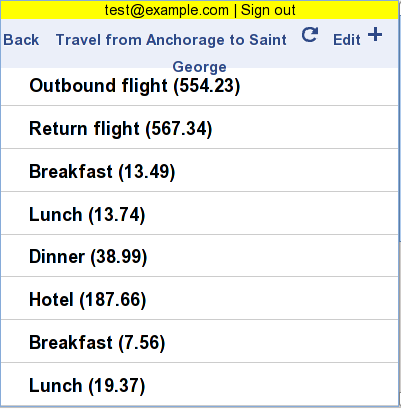 test@example.com | Sign out
Back Travel from Anchorage to Saint Edit
George
Outbound flight (554.23)
Return flight (567.34)
Breakfast (13.49)
Lunch (13.74)
Dinner (38.99)
Hotel (187.66)
Breakfast (7.56)
Lunch (19.37)